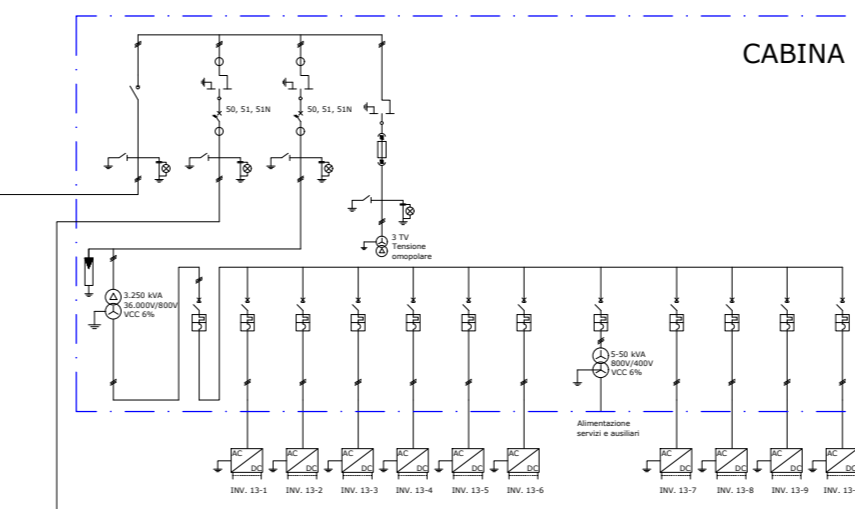 CABINA
50, 51, 51N
50, 51, 51N
3 TV
Tensione
omopolare
3.250 kVA
36.000V/800V
VCC 6%
5-50 kVA
800V/400V
VCC 6%
Alimentazione
servizi e ausiliari
AC
DC
AC
DC
AC
DC
AC
DC
AC
DC
AC
DC
AC
DC
AC
DC
AC
DC
AC
DC
INV. 13-1
INV. 13-2
INV. 13-3
INV. 13-4
INV. 13-5
INV. 13-6
INV. 13-7
INV. 13-8
INV. 13-9
INV. 13-